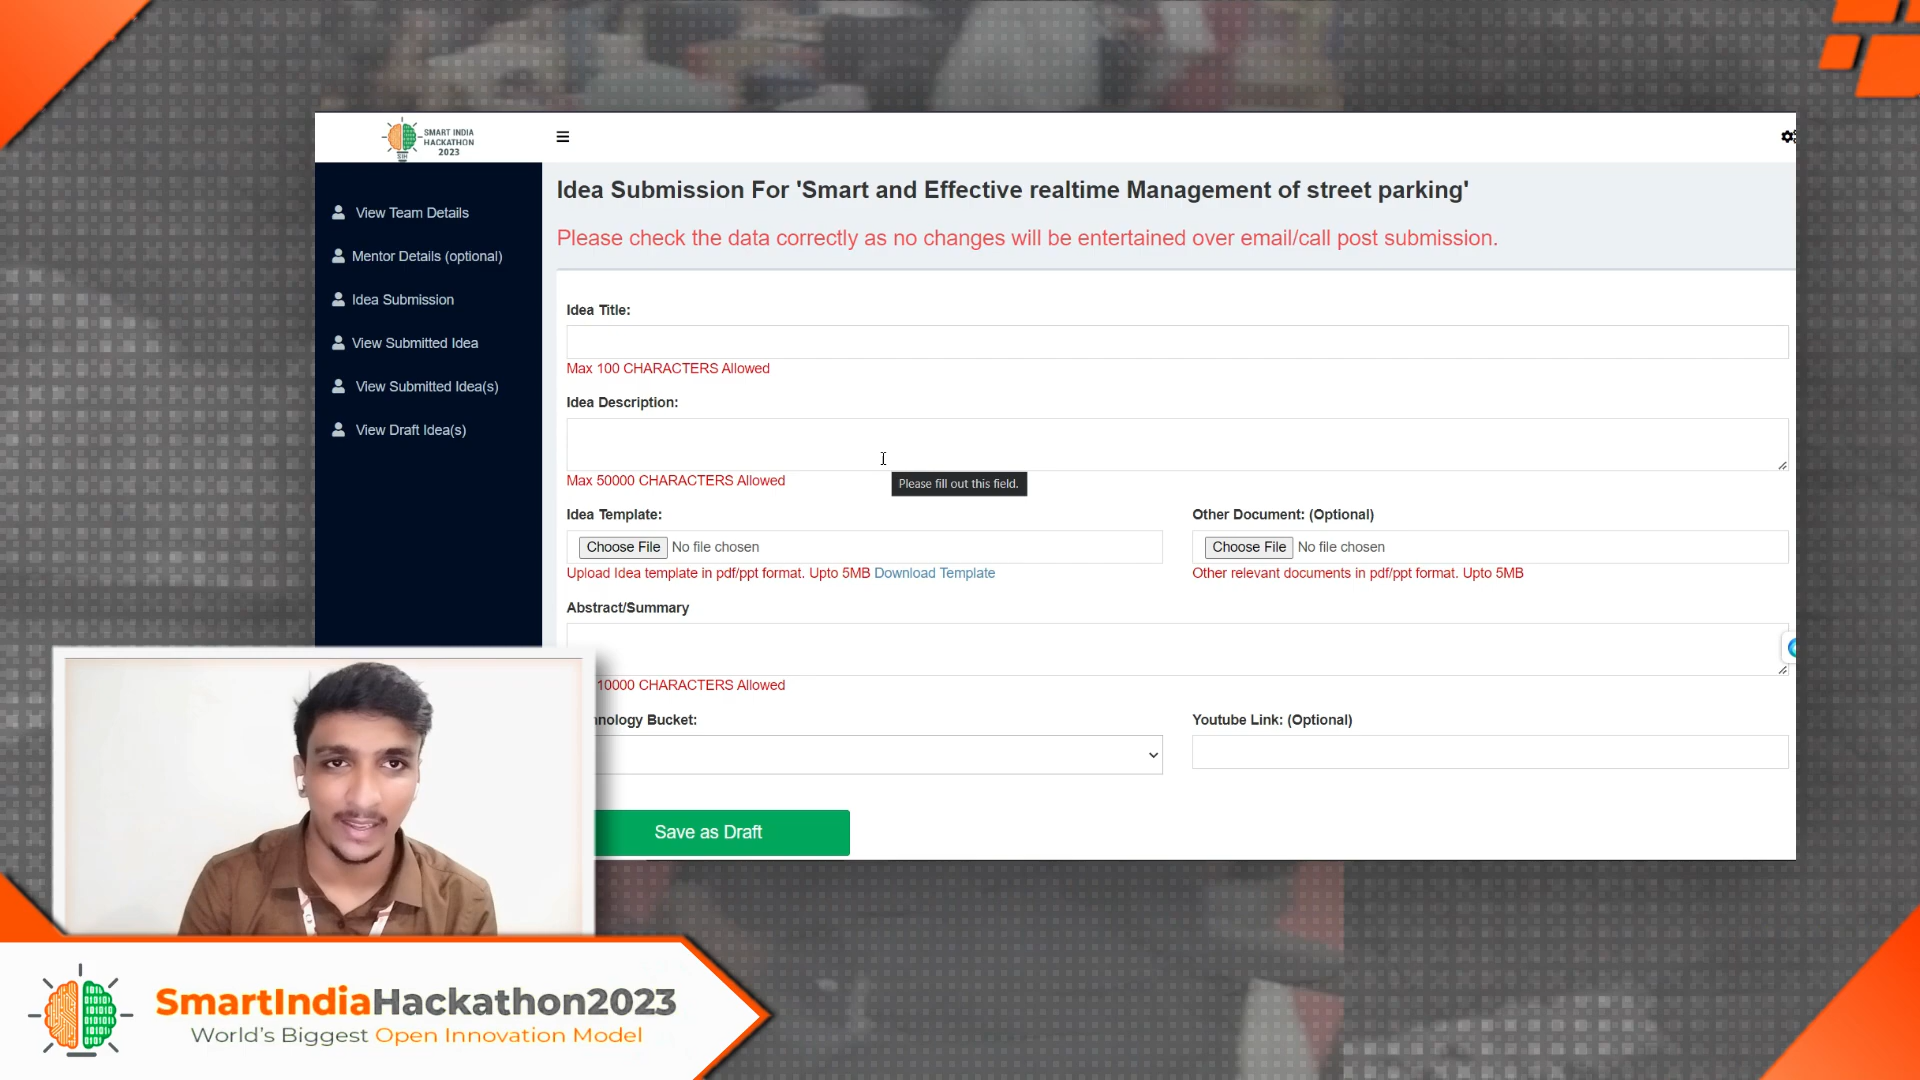 SMART INDIA
HACKATHON
2023
SIH
View Team Details
Mentor Details (optional)
Idea Submission
View Submitted Idea
View Submitted Idea(s)
View Draft Idea(s)
Idea Submission For 'Smart and Effective realtime Management of street parking'
Please check the data correctly as no changes will be entertained over email/call post submission.
Idea Title:
Max 100 CHARACTERS Allowed
Idea Description:
Max 50000 CHARACTERS Allowed
Please fill out this field.
Idea Template:
Choose File No file chosen
Upload Idea template in pdf/ppt format. Upto 5MB Download Template
Other Document: (Optional)
Choose File No file chosen
Other relevant documents in pdf/ppt format. Upto 5MB
Abstract/Summary
10000 CHARACTERS Allowed
nology Bucket:
Youtube Link: (Optional)
Save as Draft
SmartIndiaHackathon2023
World's Biggest Open Innovation Model